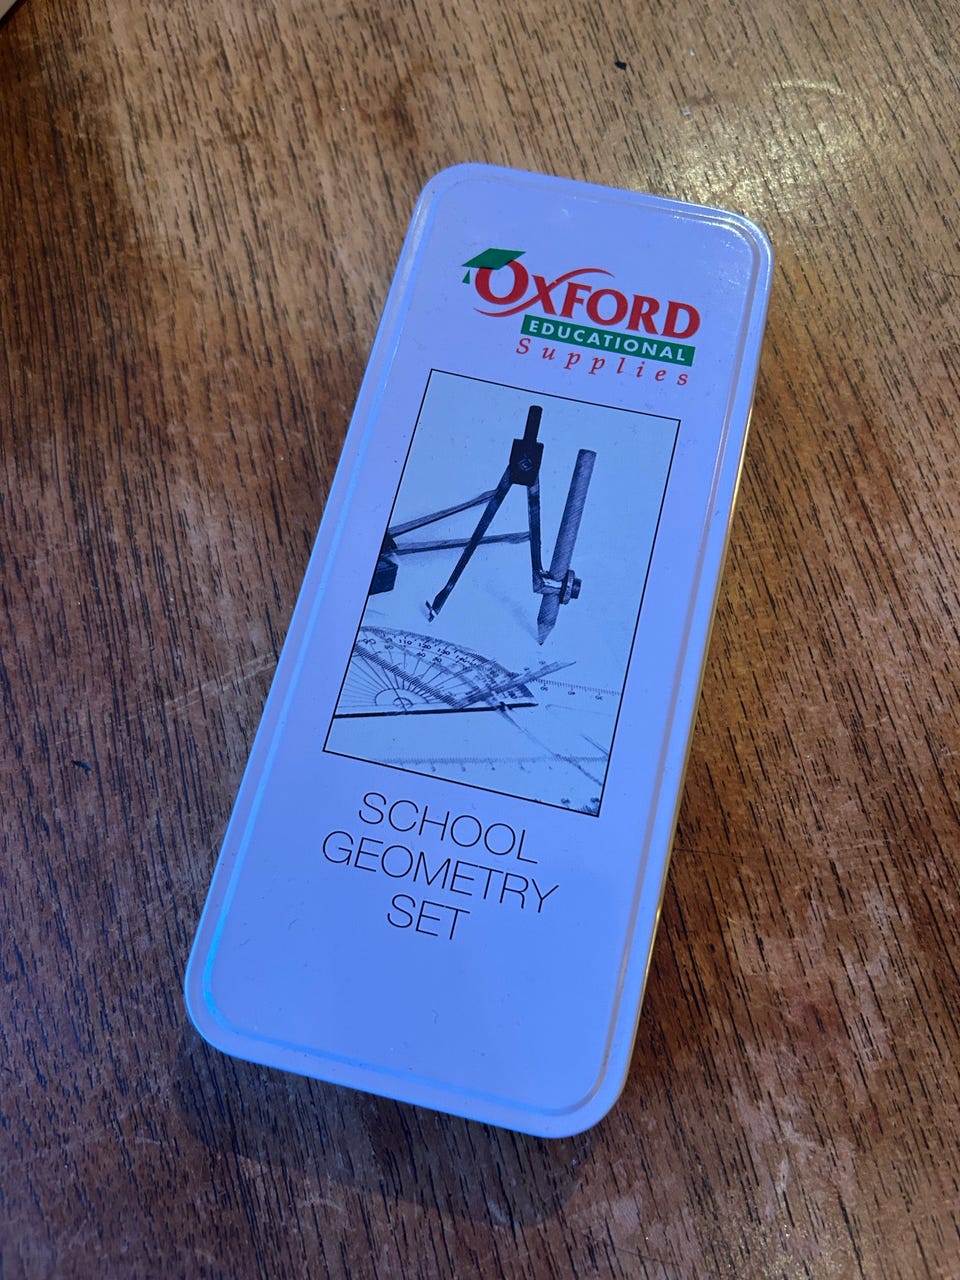 OXFORD
EDUCATIONAL
Supplies
SCHOOL
GEOMETRY
SET